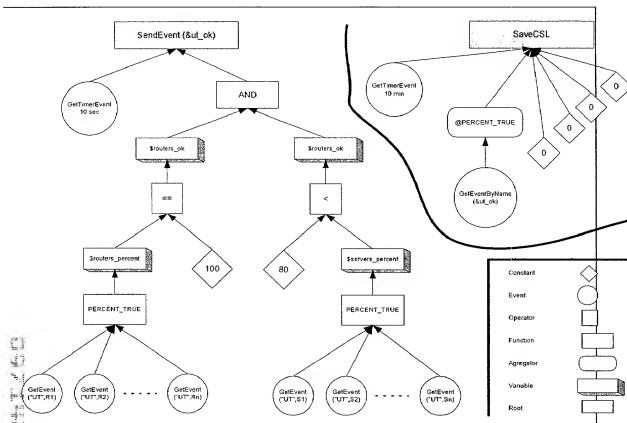 SendEvent (&ut_ok)
GetTimerEvent
10 sec
AND
$routers_ok
$routers_ok
==
<
$routers_percent
100
80
$servers_percent
PERCENT_TRUE
PERCENT_TRUE
GetEvent
("UT",R1)
GetEvent
("UT",R2)
. . . . .
GetEvent
("UT",Rn)
GetEvent
("UT",S1)
GetEvent
("UT",S2)
. . . . .
GetEvent
("UT",Sn)
SaveCSL
GetTimerEvent
10 min
@PERCENT_TRUE
0
0
0
0
GetEventByName
(&ut_ok)
Constant
Event
Operator
Function
Agregator
Variable
Root